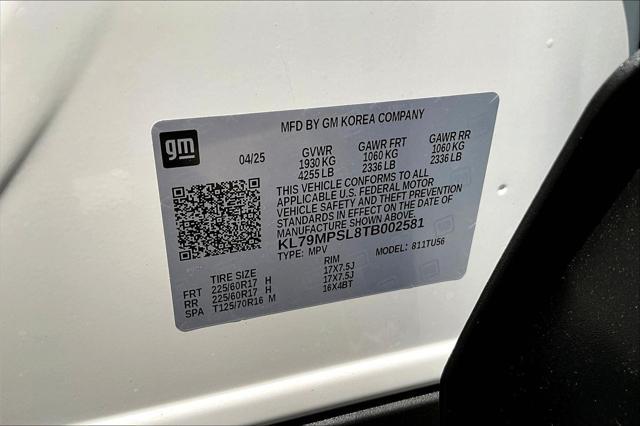 MFD BY GM KOREA COMPANY
gm
04/25 GVWR GAWR FRT GAWR RR
1930 KG 1060 KG 1060 KG
4255 LB 2336 LB 2336 LB
THIS VEHICLE CONFORMS TO ALL
APPLICABLE U.S. FEDERAL MOTOR
VEHICLE SAFETY AND THEFT PREVENTION
STANDARDS IN EFFECT ON THE DATE OF
MANUFACTURE SHOWN ABOVE.
KL79MPSL8TB002581
TYPE: MPV MODEL: 811TU56
TIRE SIZE RIM
FRT 225/60R17 H 17X7.5J
RR 225/60R17 H 17X7.5J
SPA T125/70R16 M 16X4BT